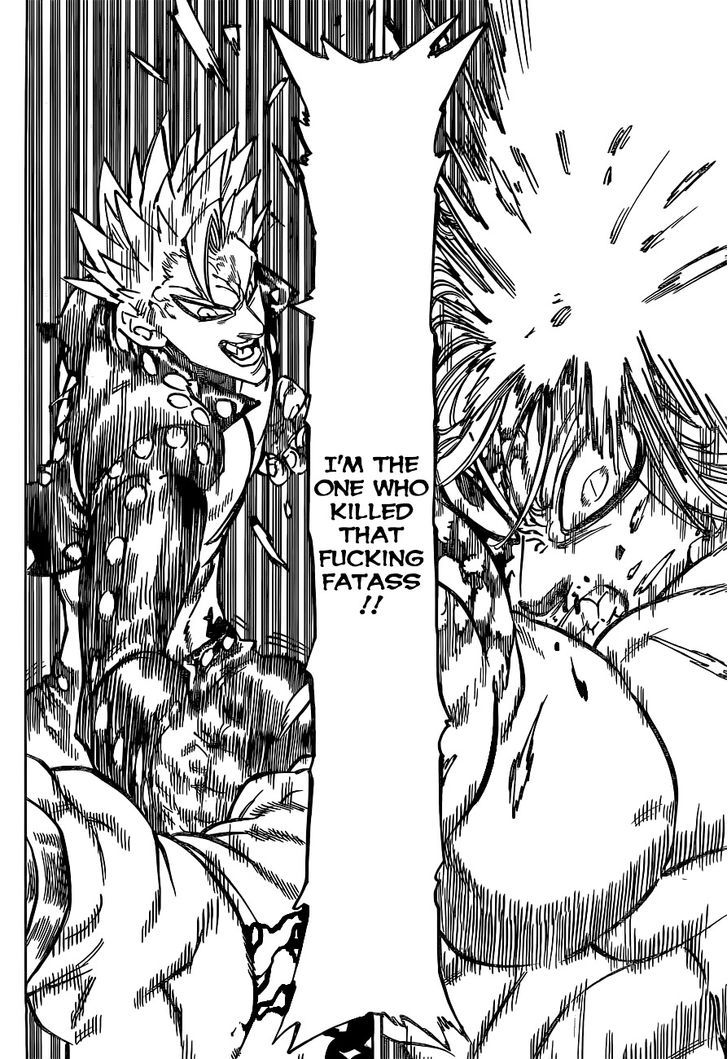 I'M THE
ONE WHO
KILLED
THAT
FUCKING
FATASS
!!